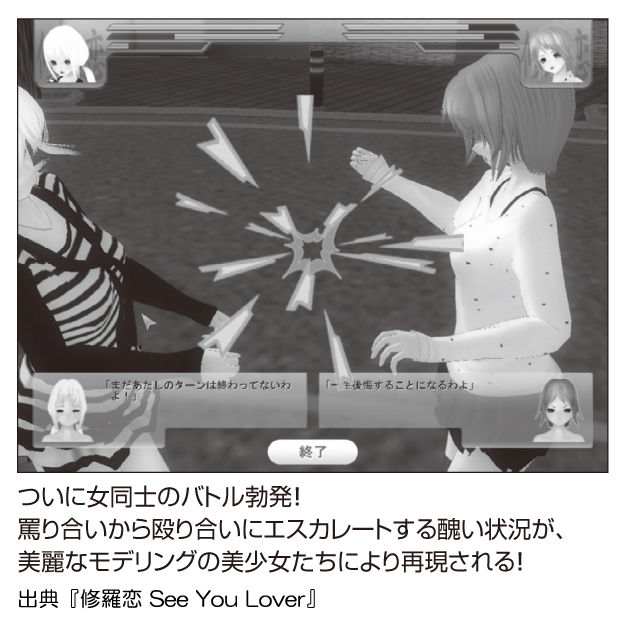 「まだあたしのターンは終わってないわ
よ！」
「一生後悔することになるわよ」
終了
ついに女同士のバトル勃発！
罵り合いから殴り合いにエスカレートする醜い状況が、
美麗なモデリングの美少女たちにより再現される！
出典『修羅恋 See You Lover』